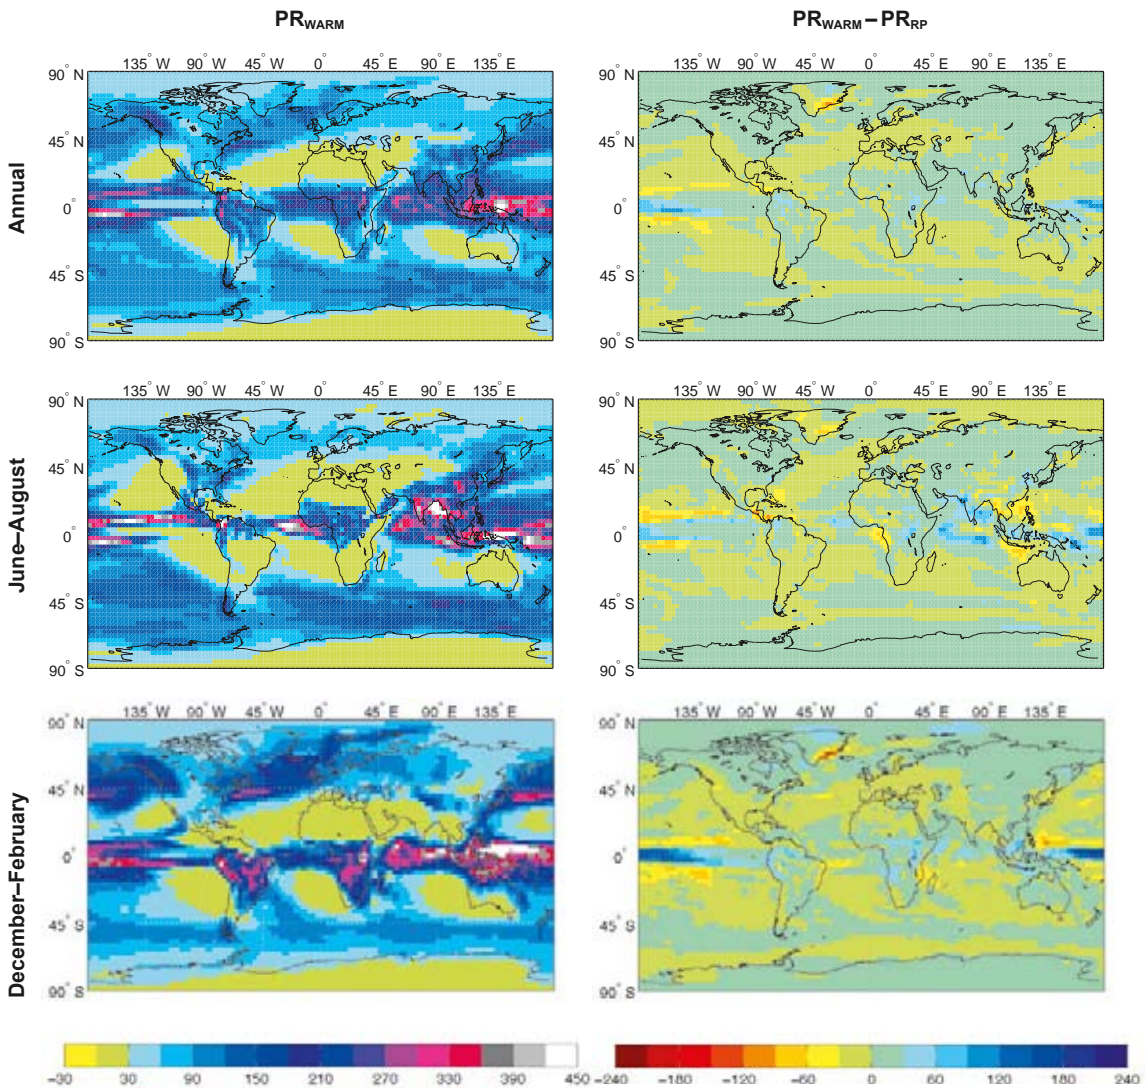 PRWARM PRWARM – PRRP
135° W 90° W 45° W 0° 45° E 90° E 135° E 135° W 90° W 45° W 0° 45° E 90° E 135° E
90° N 90° N
45° N 45° N
Annual 0° 0°
45° S 45° S
90° S 90° S
135° W 90° W 45° W 0° 45° E 90° E 135° E 135° W 90° W 45° W 0° 45° E 90° E 135° E
90° N 90° N
45° N 45° N
June–August 0° 0°
45° S 45° S
90° S 90° S
135° W 90° W 45° W 0° 45° E 90° E 135° E 135° W 90° W 45° W 0° 45° E 90° E 135° E
90° N 90° N
45° N 45° N
December–February 0° 0°
45° S 45° S
90° S 90° S
−30 30 90 150 210 270 330 390 450 −240 −180 −120 −60 0 60 120 180 240